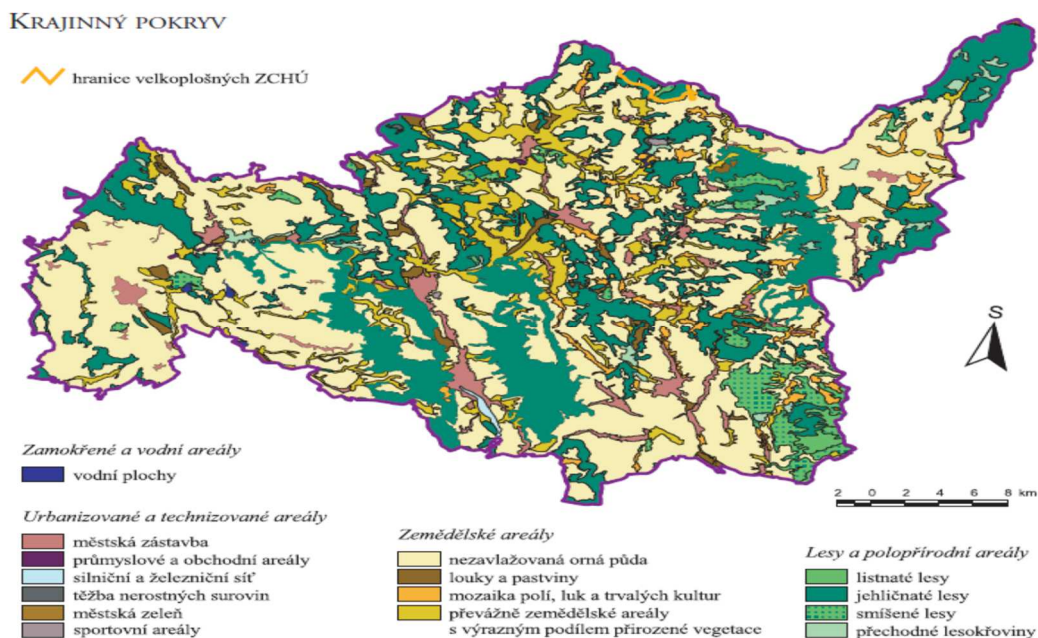 KRAJINNÝ POKRYV
hranice velkoplošných ZCHÚ
S
2 0 2 4 6 8 km
Zamokřené a vodní areály
vodní plochy
Urbanizované a technizované areály
městská zástavba
průmyslové a obchodní areály
silniční a železniční síť
těžba nerostných surovin
městská zeleň
sportovní areály
Zemědělské areály
nezavlažovaná orná půda
louky a pastviny
mozaika polí, luk a trvalých kultur
převážně zemědělské areály
s výrazným podílem přirozené vegetace
Lesy a polopřírodní areály
listnaté lesy
jehličnaté lesy
smíšené lesy
přechodné lesokřoviny